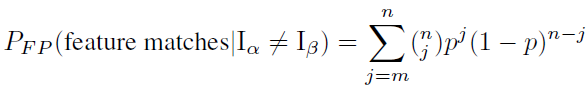 P_{FP}(feature matches|I_α ≠ I_β) = \sum_{j=m}^{n} \binom{n}{j} p^j (1 − p)^{n−j}